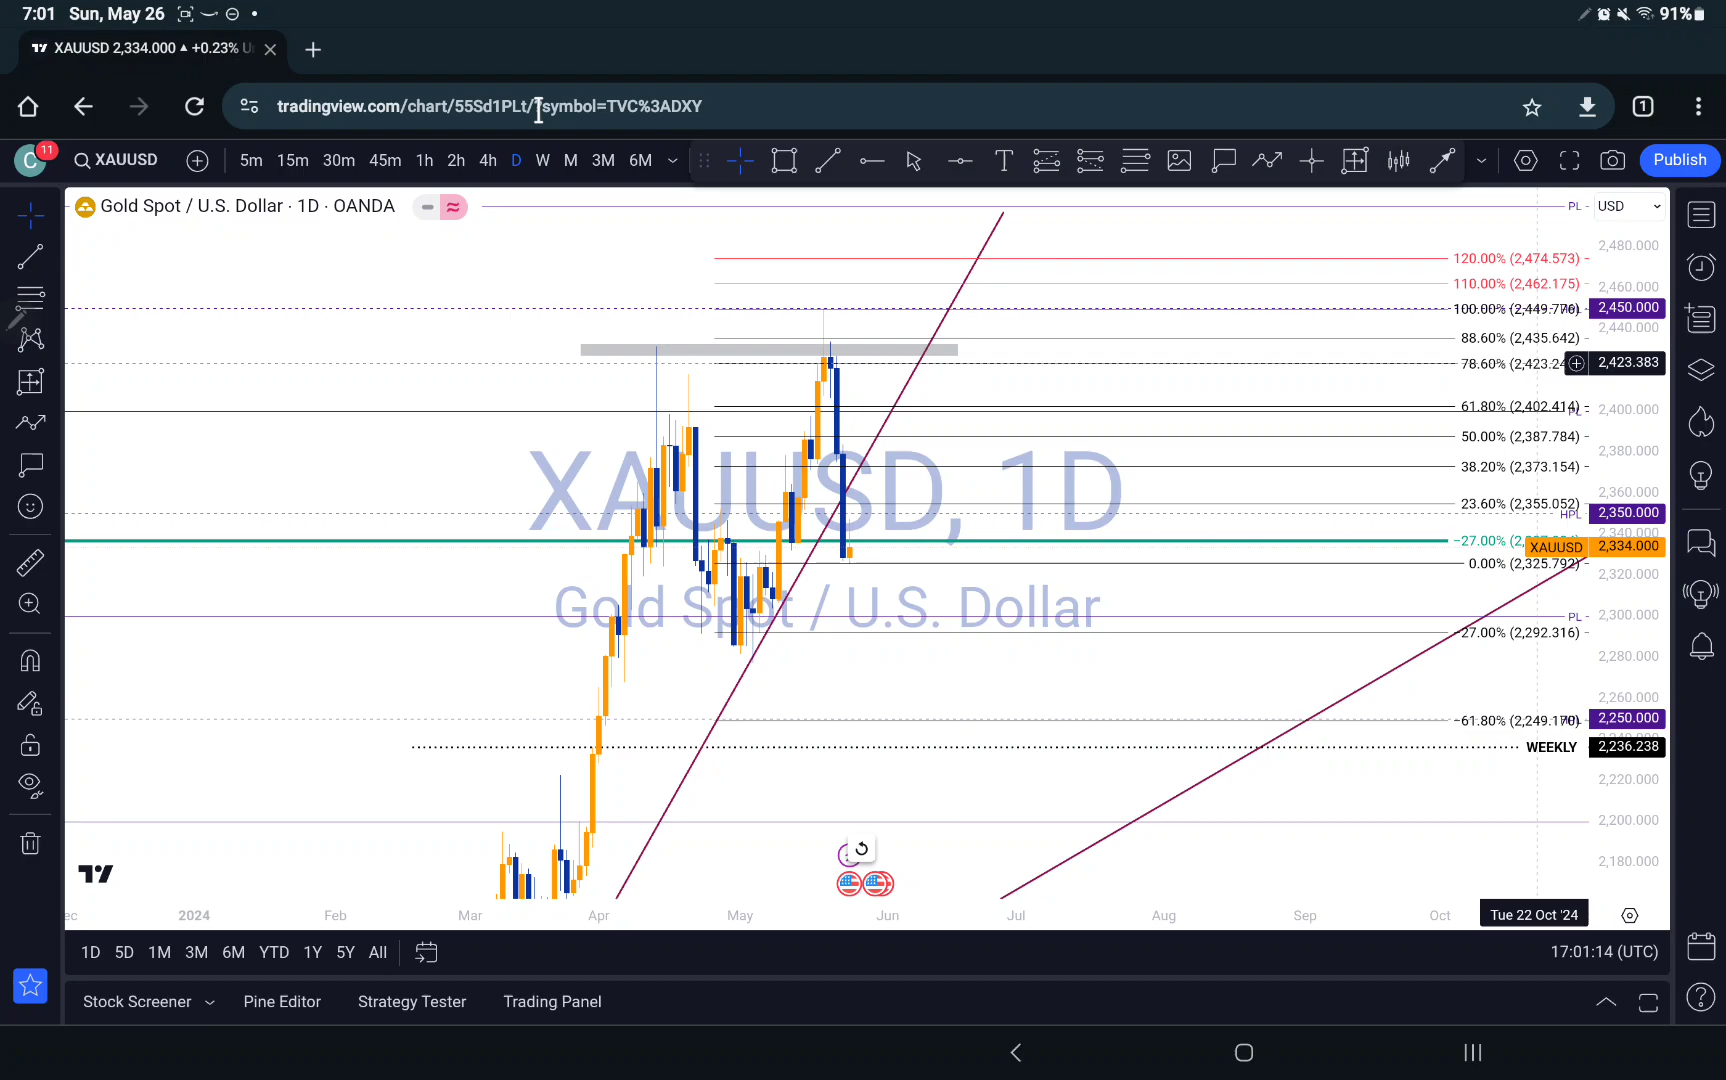 7:01 Sun, May 26
91%
XAUUSD 2,334.000 ▲ +0.23%
tradingview.com/chart/55Sd1PLt/?symbol=TVC%3ADXY
1
C 11 XAUUSD 5m 15m 30m 45m 1h 2h 4h D W M 3M 6M Publish
Gold Spot / U.S. Dollar · 1D · OANDA
PL
USD
2,480.000
120.00% (2,474.573)
110.00% (2,462.175)
2,460.000
100.00% (2,449.776)
2,450.000
2,440.000
88.60% (2,435.642)
78.60% (2,423.24
2,423.383
61.80% (2,402.414)
PL
2,400.000
50.00% (2,387.784)
2,380.000
38.20% (2,373.154)
2,360.000
23.60% (2,355.052)
HPL
2,350.000
2,340.000
-27.00%
XAUUSD 2,334.000
0.00% (2,325.792)
2,320.000
XAUUSD, 1D
Gold Spot / U.S. Dollar
2,300.000
PL
-27.00% (2,292.316)
2,280.000
2,260.000
-61.80% (2,249.170)
2,250.000
WEEKLY 2,236.238
2,220.000
2,200.000
2,180.000
2024 Feb Mar Apr May Jun Jul Aug Sep Oct Tue 22 Oct '24
1D 5D 1M 3M 6M YTD 1Y 5Y All 17:01:14 (UTC)
Stock Screener Pine Editor Strategy Tester Trading Panel